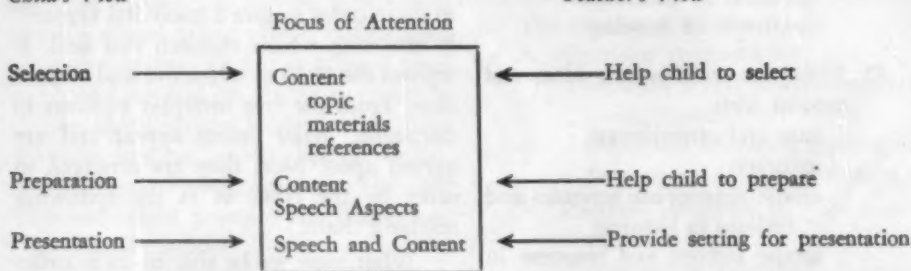 Focus of Attention
Selection Content Help child to select
topic
materials
references
Preparation Content Help child to prepare
Speech Aspects
Presentation Speech and Content Provide setting for presentation